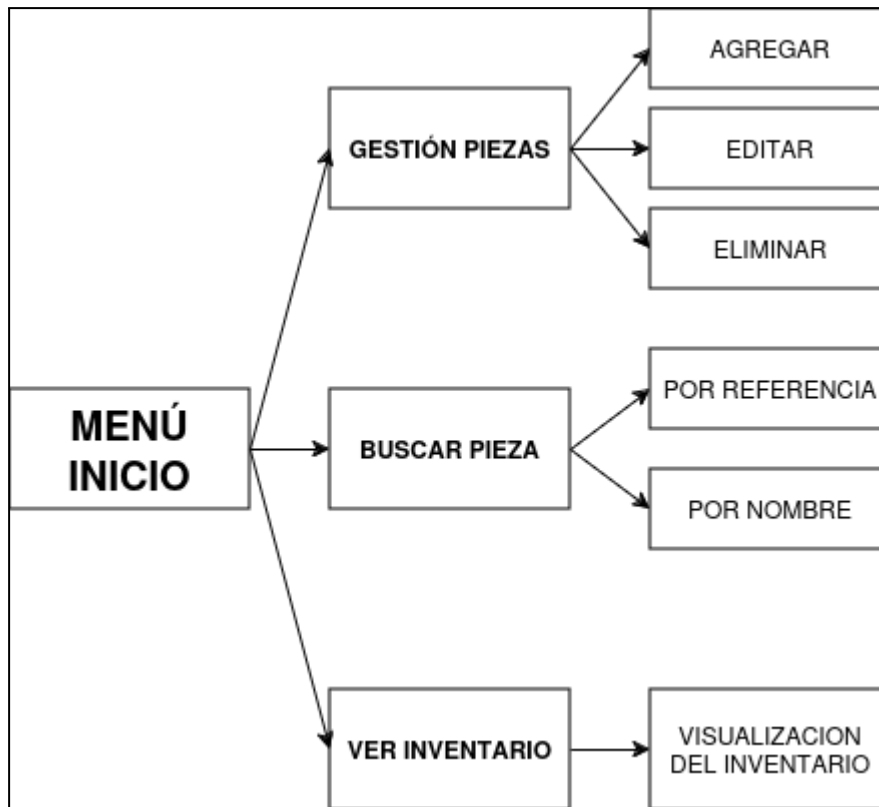 AGREGAR
GESTIÓN PIEZAS
EDITAR
ELIMINAR
MENÚ
INICIO
BUSCAR PIEZA
POR REFERENCIA
POR NOMBRE
VER INVENTARIO
VISUALIZACION
DEL INVENTARIO